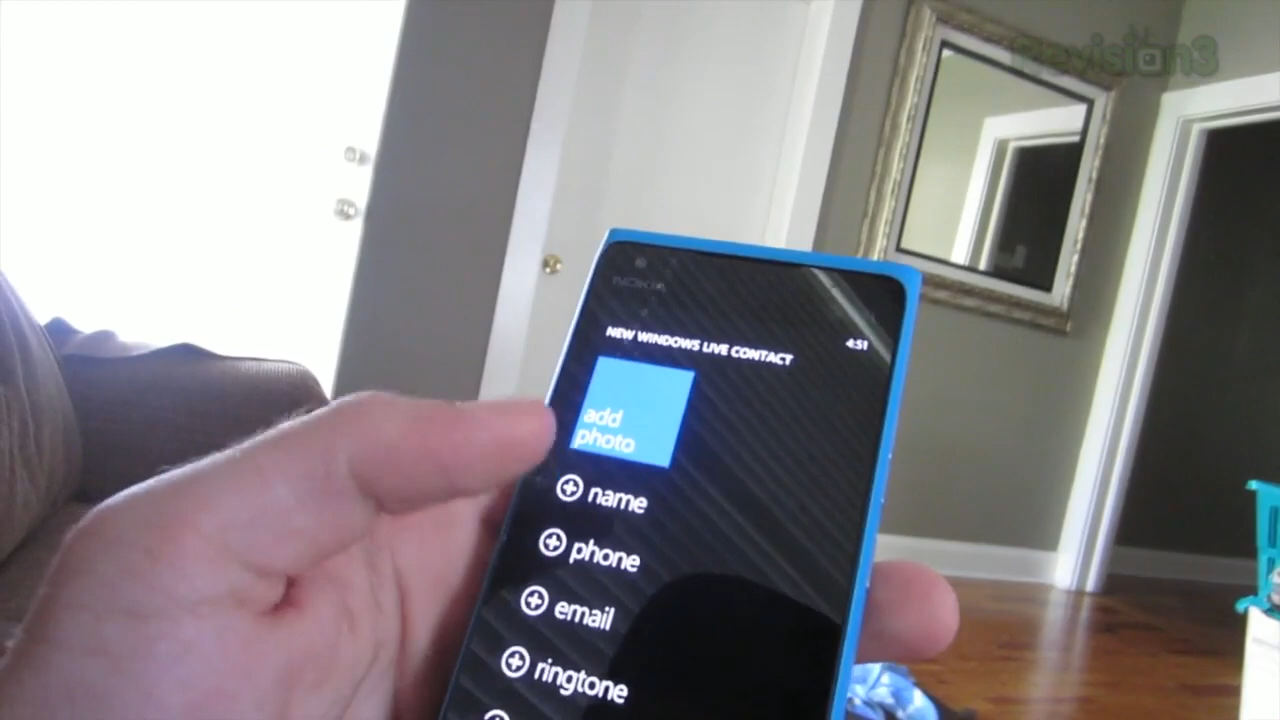 Revision3
NOKIA
NEW WINDOWS LIVE CONTACT
4:51
add
photo
name
phone
email
ringtone